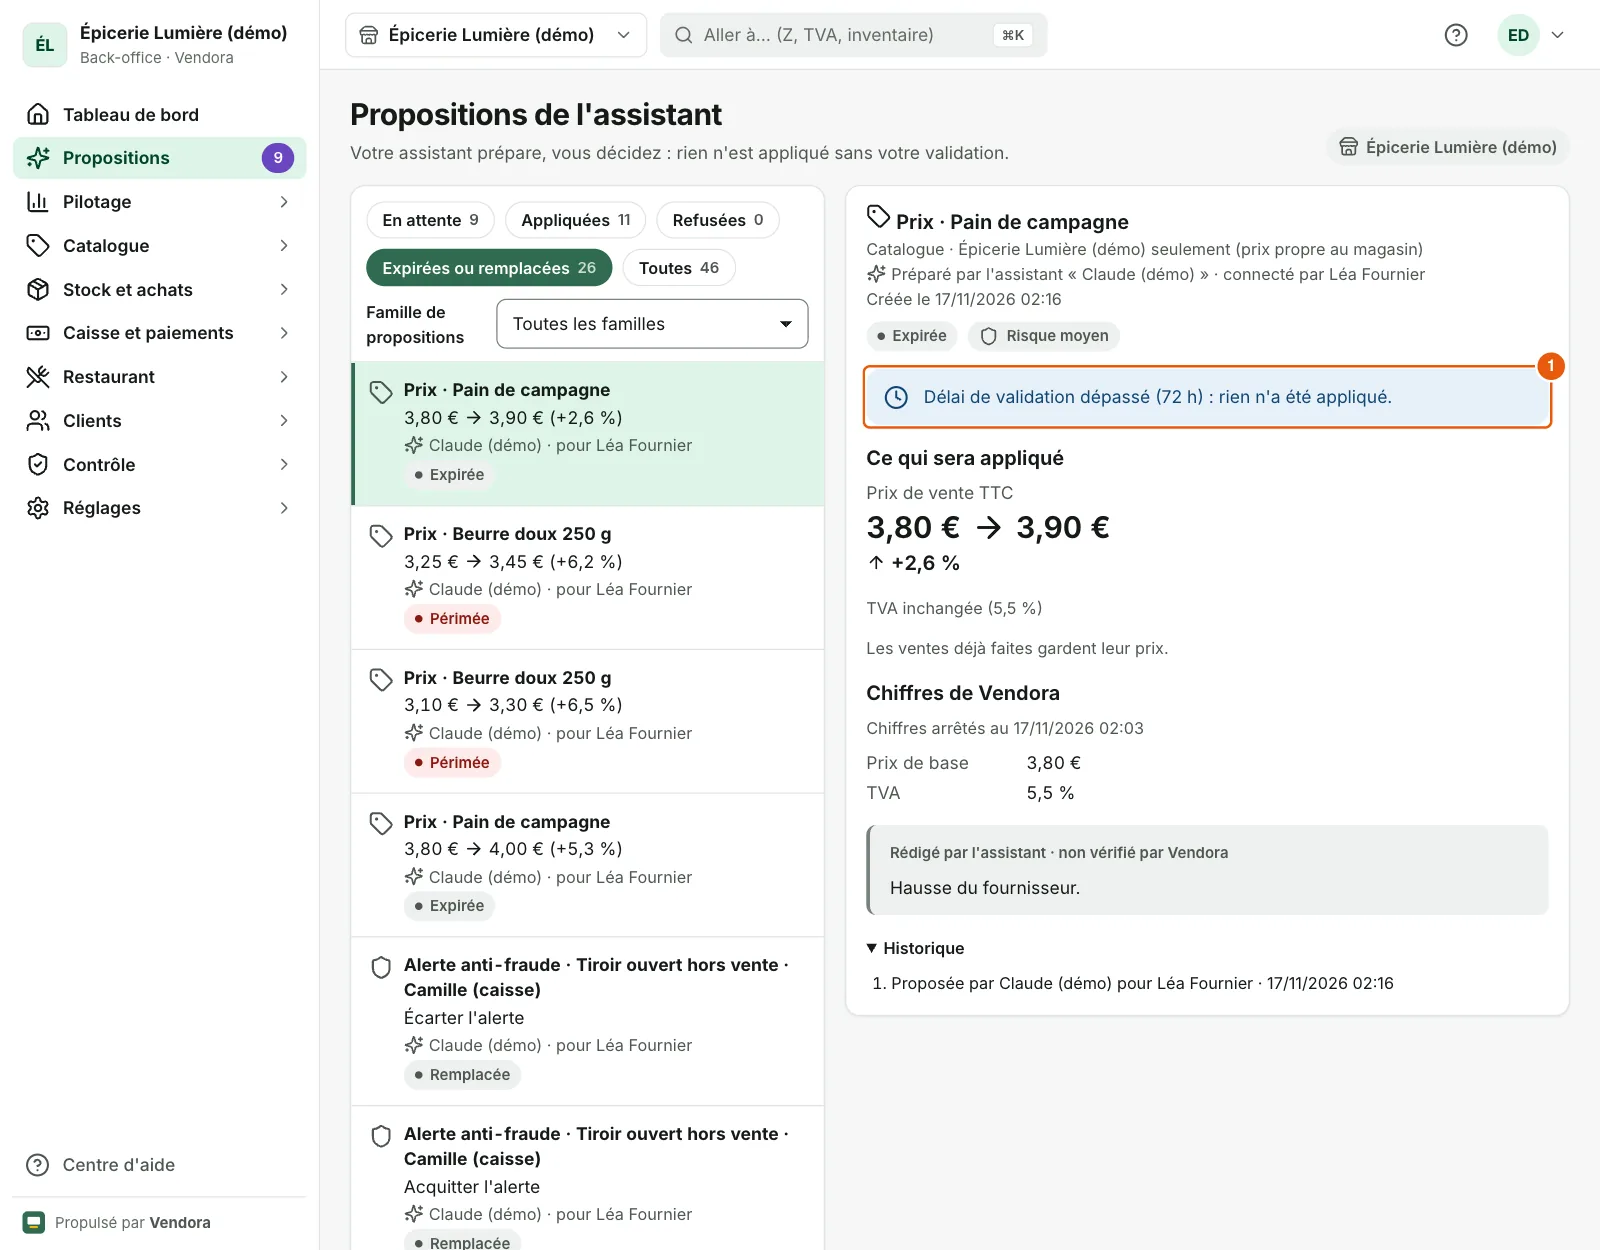 ÉL
Épicerie Lumière (démo)
Back-office · Vendora
Tableau de bord
Propositions 9
Pilotage
Catalogue
Stock et achats
Caisse et paiements
Restaurant
Clients
Contrôle
Réglages
Centre d'aide
Propulsé par Vendora
Épicerie Lumière (démo)
Aller à... (Z, TVA, inventaire) ⌘K
ED
Propositions de l'assistant
Votre assistant prépare, vous décidez : rien n'est appliqué sans votre validation.
Épicerie Lumière (démo)
En attente 9
Appliquées 11
Refusées 0
Expirées ou remplacées 26
Toutes 46
Famille de propositions
Toutes les familles
Prix · Pain de campagne
3,80 € → 3,90 € (+2,6 %)
Claude (démo) · pour Léa Fournier
Expirée
Prix · Beurre doux 250 g
3,25 € → 3,45 € (+6,2 %)
Claude (démo) · pour Léa Fournier
Périmée
Prix · Beurre doux 250 g
3,10 € → 3,30 € (+6,5 %)
Claude (démo) · pour Léa Fournier
Périmée
Prix · Pain de campagne
3,80 € → 4,00 € (+5,3 %)
Claude (démo) · pour Léa Fournier
Expirée
Alerte anti-fraude · Tiroir ouvert hors vente ·
Camille (caisse)
Écarter l'alerte
Claude (démo) · pour Léa Fournier
Remplacée
Alerte anti-fraude · Tiroir ouvert hors vente ·
Camille (caisse)
Acquitter l'alerte
Claude (démo) · pour Léa Fournier
Remplacée
Prix · Pain de campagne
Catalogue · Épicerie Lumière (démo) seulement (prix propre au magasin)
Préparé par l'assistant « Claude (démo) » · connecté par Léa Fournier
Créée le 17/11/2026 02:16
Expirée
Risque moyen
1
Délai de validation dépassé (72 h) : rien n'a été appliqué.
Ce qui sera appliqué
Prix de vente TTC
3,80 € → 3,90 €
↑ +2,6 %
TVA inchangée (5,5 %)
Les ventes déjà faites gardent leur prix.
Chiffres de Vendora
Chiffres arrêtés au 17/11/2026 02:03
Prix de base 3,80 €
TVA 5,5 %
Rédigé par l'assistant · non vérifié par Vendora
Hausse du fournisseur.
▼ Historique
1. Proposée par Claude (démo) pour Léa Fournier · 17/11/2026 02:16